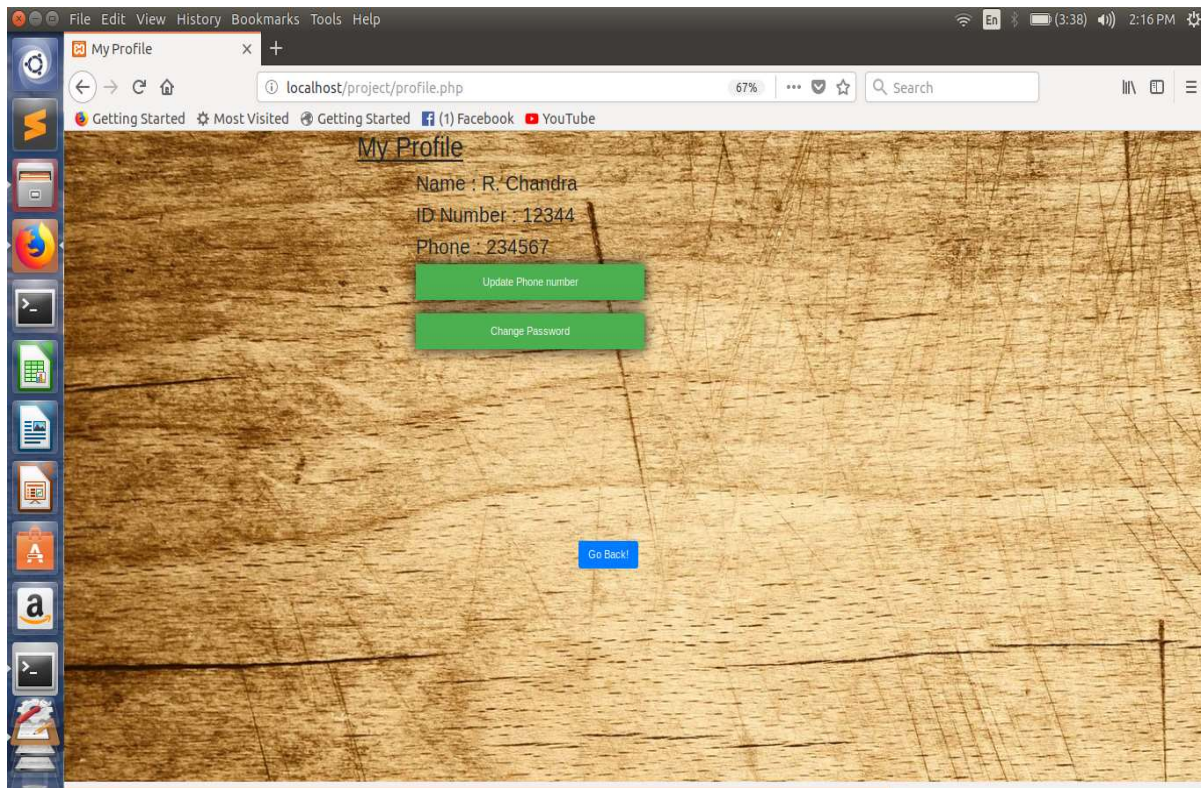 File Edit View History Bookmarks Tools Help
En (3:38) 2:16 PM
My Profile × +
localhost/project/profile.php 67% Search
Getting Started Most Visited Getting Started (1) Facebook YouTube
My Profile
Name : R. Chandra
ID Number : 12344
Phone : 234567
Update Phone number
Change Password
Go Back!